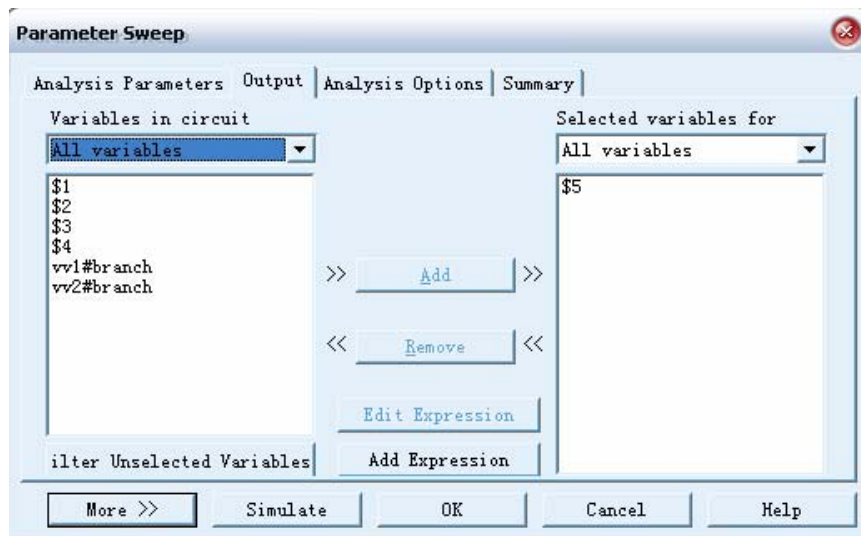 Parameter Sweep
Analysis Parameters Output Analysis Options Summary
Variables in circuit
Selected variables for
All variables
All variables
$1
$2
$3
$4
vv1#branch
vv2#branch
$5
>> Add >>
<< Remove <<
Edit Expression
ilter Unselected Variables
Add Expression
More >> Simulate OK Cancel Help